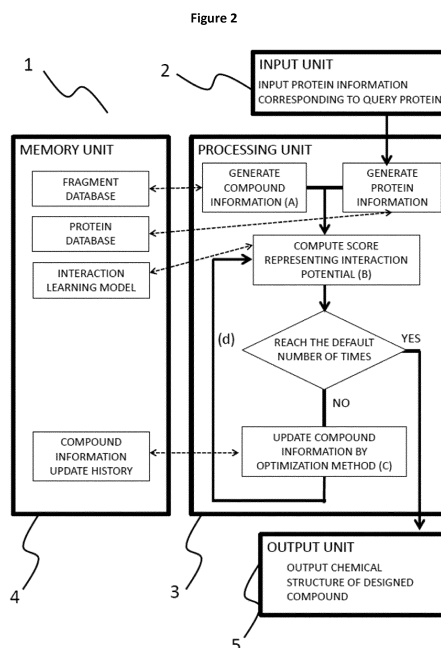 Figure 2
1
2
INPUT UNIT
INPUT PROTEIN INFORMATION
CORRESPONDING TO QUERY PROTEIN
MEMORY UNIT
FRAGMENT
DATABASE
PROTEIN
DATABASE
INTERACTION
LEARNING MODEL
COMPOUND
INFORMATION
UPDATE HISTORY
PROCESSING UNIT
GENERATE
COMPOUND
INFORMATION (A)
GENERATE
PROTEIN
INFORMATION
COMPUTE SCORE
REPRESENTING INTERACTION
POTENTIAL (B)
(d)
REACH THE DEFAULT
NUMBER OF TIMES
YES
NO
UPDATE COMPOUND
INFORMATION BY
OPTIMIZATION METHOD (C)
4
3
OUTPUT UNIT
OUTPUT CHEMICAL
STRUCTURE OF DESIGNED
COMPOUND
5